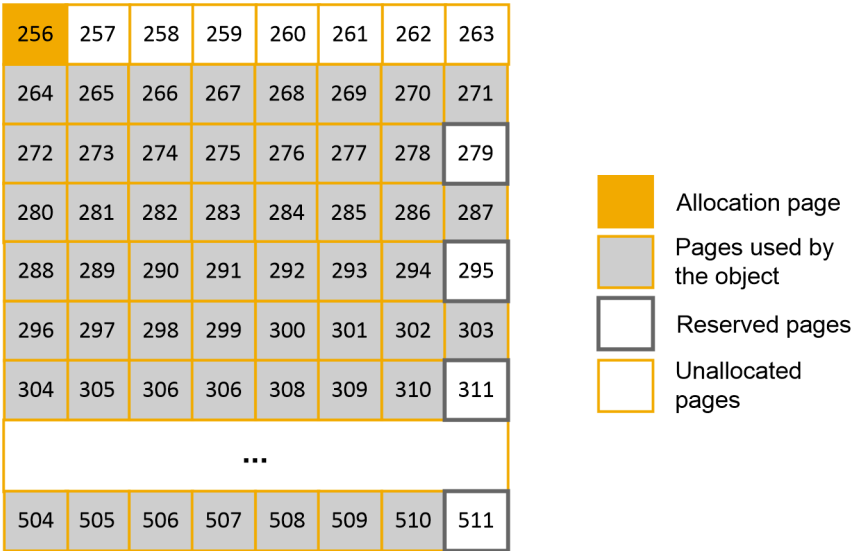 256 257 258 259 260 261 262 263
264 265 266 267 268 269 270 271
272 273 274 275 276 277 278 279
280 281 282 283 284 285 286 287
288 289 290 291 292 293 294 295
296 297 298 299 300 301 302 303
304 305 306 306 308 309 310 311
...
504 505 506 507 508 509 510 511
Allocation page
Pages used by
the object
Reserved pages
Unallocated
pages